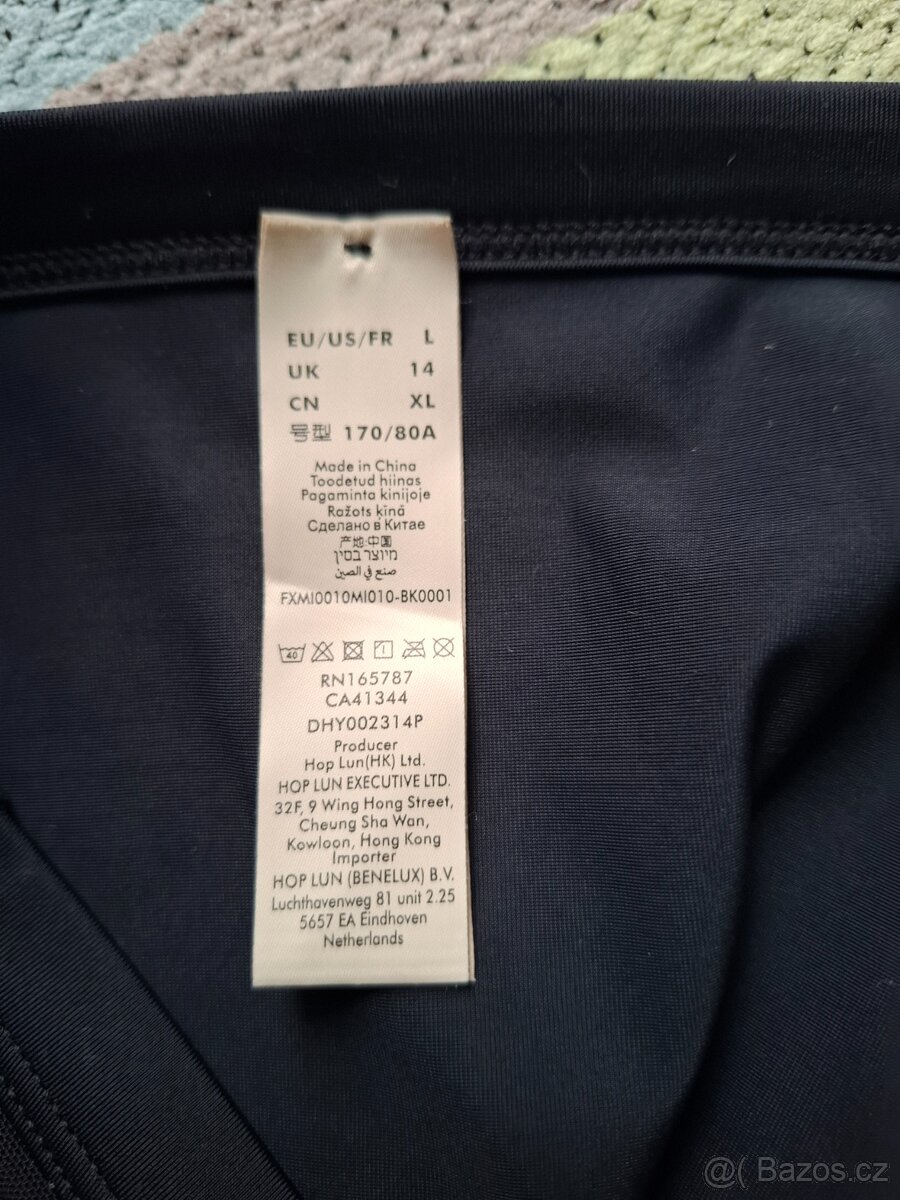 EU/US/FR L
UK 14
CN XL
号型 170/80A
Made in China
Toodetud hiinas
Pagaminta kinijoje
Ražots ķīnā
Сделано в Китае
产地:中国
מיוצר בסין
صنع في الصين
FXMI0010MI010-BK0001
40
RN165787
CA41344
DHY002314P
Producer
Hop Lun(HK) Ltd.
HOP LUN EXECUTIVE LTD.
32F, 9 Wing Hong Street,
Cheung Sha Wan,
Kowloon, Hong Kong
Importer
HOP LUN (BENELUX) B.V.
Luchthavenweg 81 unit 2.25
5657 EA Eindhoven
Netherlands
@( Bazos.cz